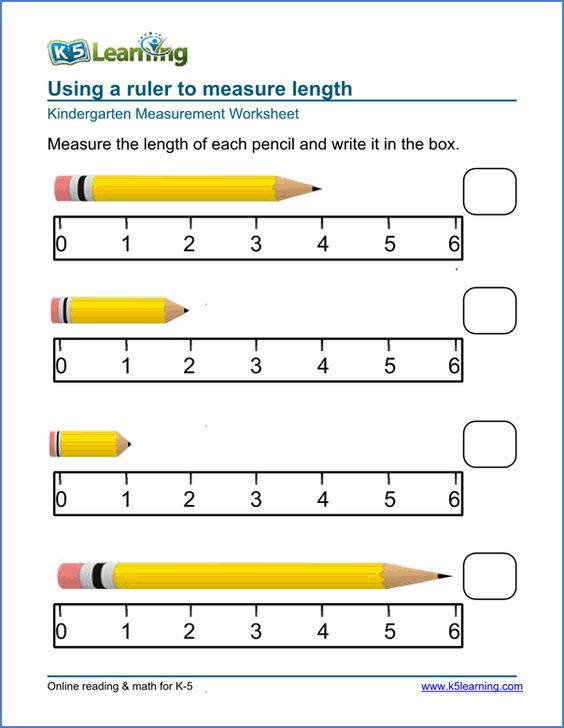 K5 Learning
Using a ruler to measure length
Kindergarten Measurement Worksheet
Measure the length of each pencil and write it in the box.
0 1 2 3 4 5 6
0 1 2 3 4 5 6
0 1 2 3 4 5 6
0 1 2 3 4 5 6
Online reading & math for K-5 www.k5learning.com